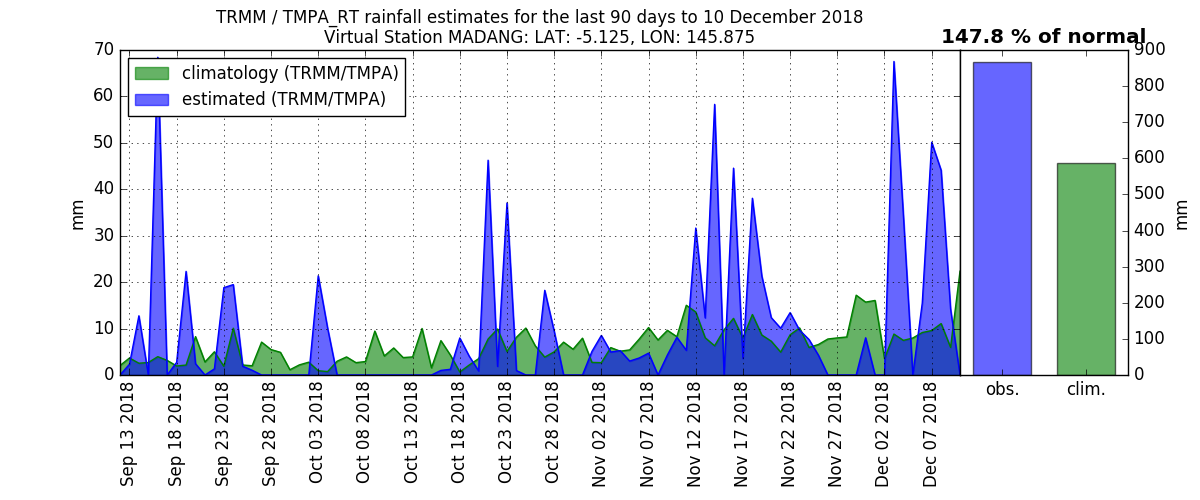 TRMM / TMPA_RT rainfall estimates for the last 90 days to 10 December 2018
Virtual Station MADANG: LAT: -5.125, LON: 145.875
147.8 % of normal
climatology (TRMM/TMPA)
estimated (TRMM/TMPA)
mm
70
60
50
40
30
20
10
0
Sep 13 2018
Sep 18 2018
Sep 23 2018
Sep 28 2018
Oct 03 2018
Oct 08 2018
Oct 13 2018
Oct 18 2018
Oct 23 2018
Oct 28 2018
Nov 02 2018
Nov 07 2018
Nov 12 2018
Nov 17 2018
Nov 22 2018
Nov 27 2018
Dec 02 2018
Dec 07 2018
obs.
clim.
900
800
700
600
500
400
300
200
100
0
mm